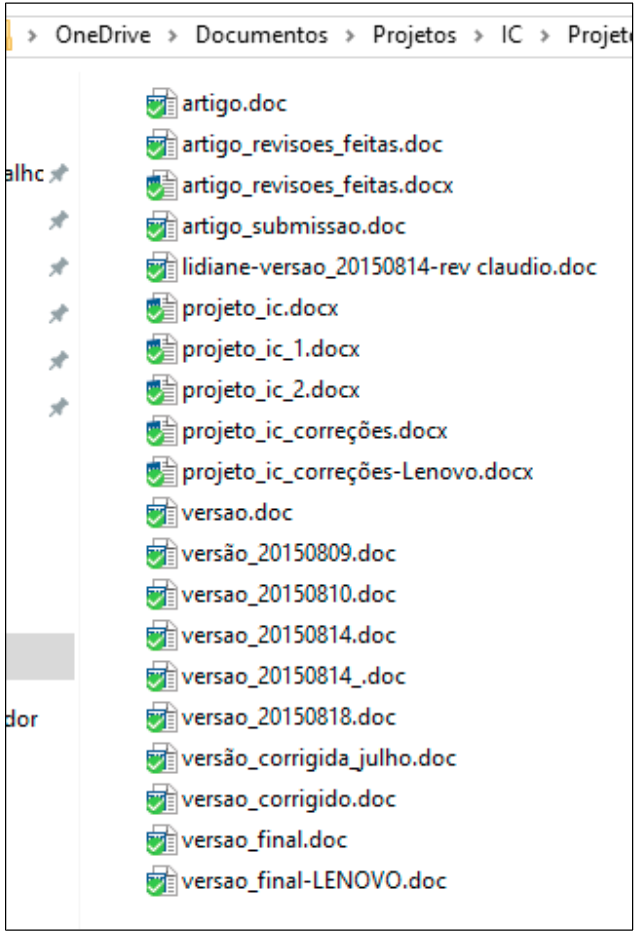 > OneDrive > Documentos > Projetos > IC > Projet
artigo.doc
artigo_revisoes_feitas.doc
alhc artigo_revisoes_feitas.docx
artigo_submissao.doc
lidiane-versao_20150814-rev claudio.doc
projeto_ic.docx
projeto_ic_1.docx
projeto_ic_2.docx
projeto_ic_correções.docx
projeto_ic_correções-Lenovo.docx
versao.doc
versão_20150809.doc
versao_20150810.doc
versao_20150814.doc
versao_20150814_.doc
dor versao_20150818.doc
versão_corrigida_julho.doc
versao_corrigido.doc
versao_final.doc
versao_final-LENOVO.doc